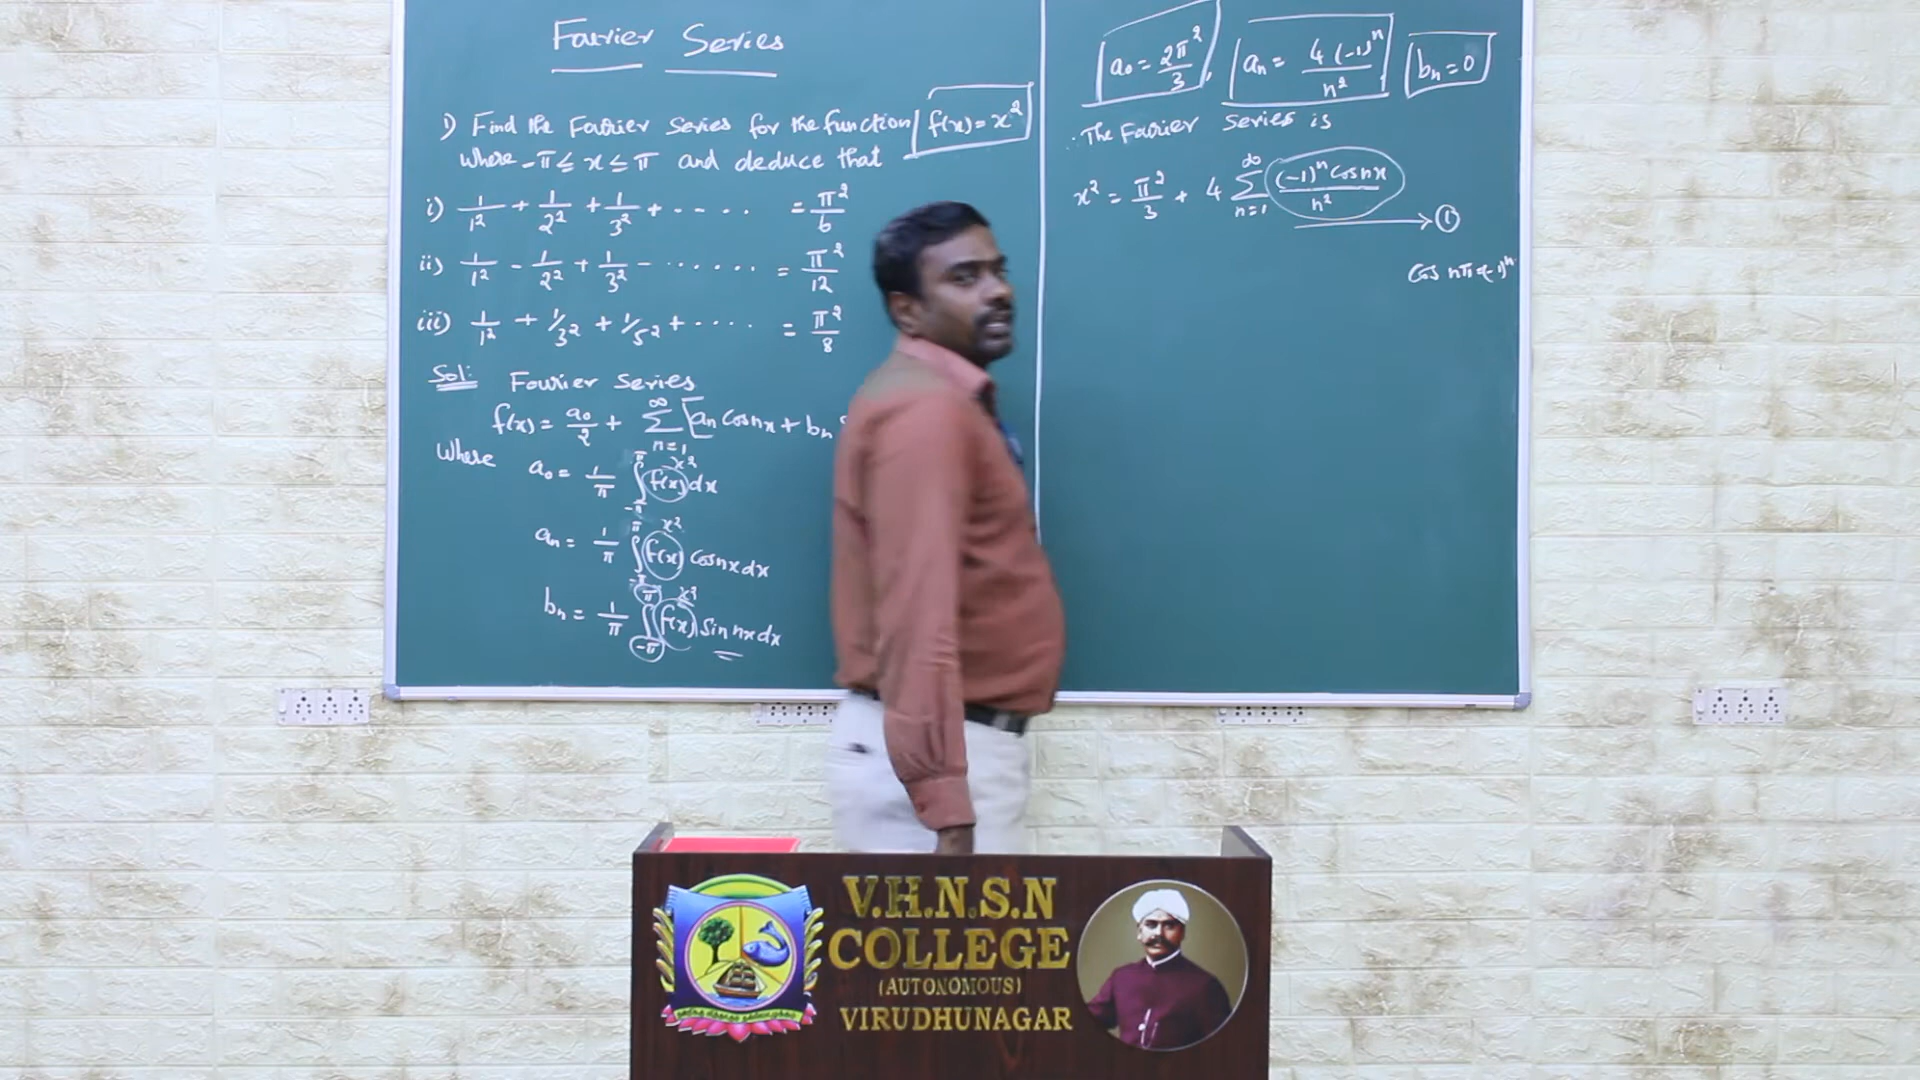 Fourier Series
1) Find the Fourier Series for the function f(x) = x²
where -π ≤ x ≤ π and deduce that
i) 1/1² + 1/2² + 1/3² + - - - - = π²/6
ii) 1/1² - 1/2² + 1/3² - ....... = π²/12
iii) 1/1² + 1/3² + 1/5² + ..... = π²/8
Sol: Fourier Series
f(x) = a₀/2 + ∑_{n=1}^{∞} [aₙ cos nx + bₙ
Where a₀ = 1/π ∫_{-π}^{π} f(x) dx x²
aₙ = 1/π ∫_{-π}^{π} f(x) cos nx dx x²
bₙ = 1/π ∫_{-π}^{π} f(x) sin nx dx x²
a₀ = 2π²/3, aₙ = 4(-1)ⁿ/n² bₙ = 0
∴ The Fourier Series is
x² = π²/3 + 4 ∑_{n=1}^{∞} (-1)ⁿ cos nx/n² → ①
Cos nπ = (-1)ⁿ
V.H.N.S.N
COLLEGE
(AUTONOMOUS)
VIRUDHUNAGAR